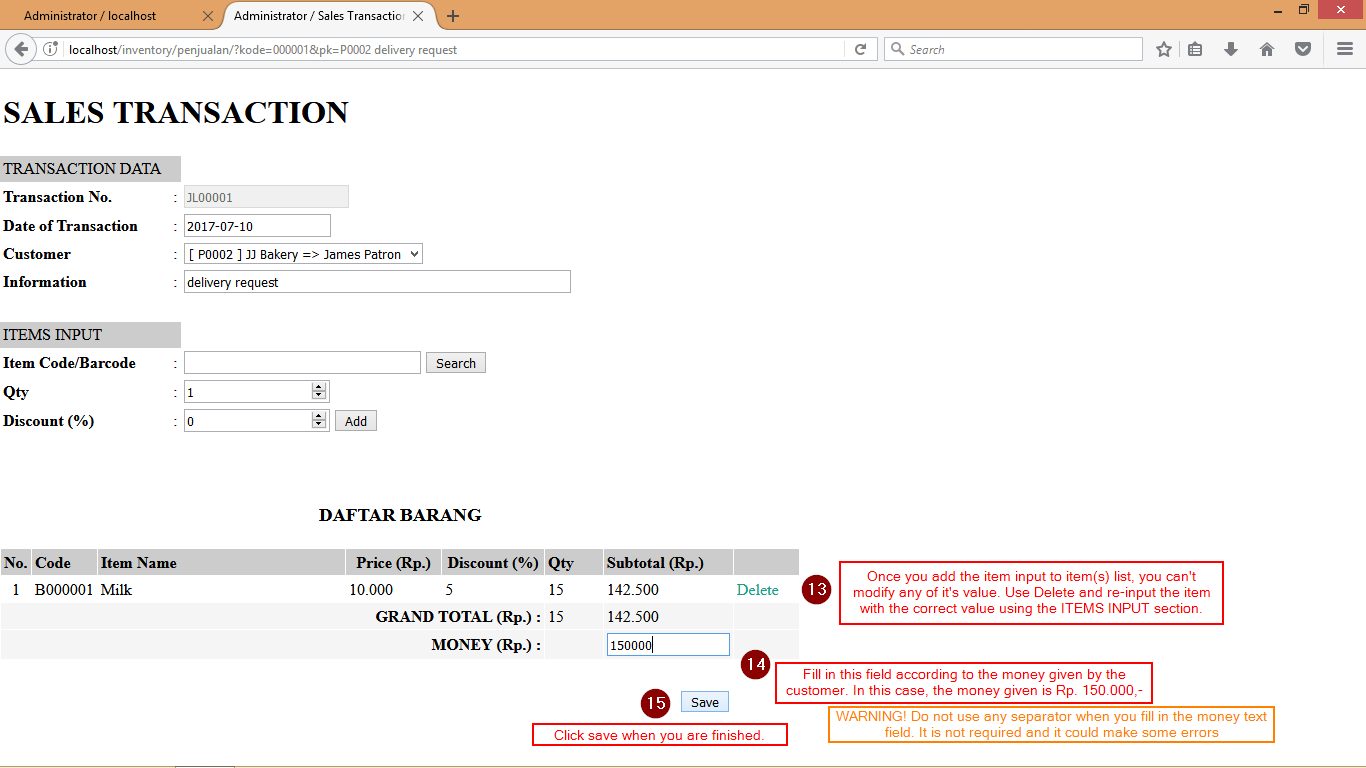 Administrator / localhost
Administrator / Sales Transaction
localhost/inventory/penjualan/?kode=000001&pk=P0002 delivery request
Search
SALES TRANSACTION
TRANSACTION DATA
Transaction No. : JL00001
Date of Transaction : 2017-07-10
Customer : [ P0002 ] JJ Bakery => James Patron
Information : delivery request
ITEMS INPUT
Item Code/Barcode : Search
Qty : 1
Discount (%) : 0 Add
DAFTAR BARANG
No. Code Item Name Price (Rp.) Discount (%) Qty Subtotal (Rp.)
1 B000001 Milk 10.000 5 15 142.500 Delete
GRAND TOTAL (Rp.) : 15 142.500
MONEY (Rp.) : 150000
13
Once you add the item input to item(s) list, you can't
modify any of it's value. Use Delete and re-input the item
with the correct value using the ITEMS INPUT section.
14
Fill in this field according to the money given by the
customer. In this case, the money given is Rp. 150.000,-
WARNING! Do not use any separator when you fill in the money text
field. It is not required and it could make some errors
15 Save
Click save when you are finished.